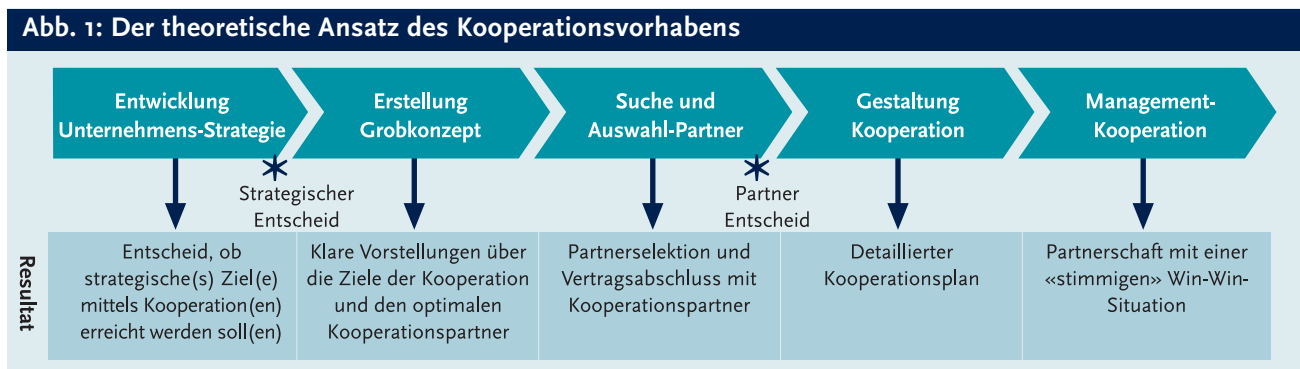 Abb. 1: Der theoretische Ansatz des Kooperationsvorhabens
Entwicklung
Unternehmens-Strategie
Erstellung
Grobkonzept
Suche und
Auswahl-Partner
Gestaltung
Kooperation
Management-
Kooperation
Strategischer
Entscheid
Partner
Entscheid
Resultat
Entscheid, ob
strategische(s) Ziel(e)
mittels Kooperation(en)
erreicht werden soll(en)
Klare Vorstellungen über
die Ziele der Kooperation
und den optimalen
Kooperationspartner
Partnerselektion und
Vertragsabschluss mit
Kooperationspartner
Detaillierter
Kooperationsplan
Partnerschaft mit einer
«stimmigen» Win-Win-
Situation